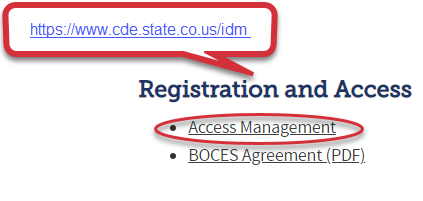 https://www.cde.state.co.us/idm
Registration and Access
• Access Management
• BOCES Agreement (PDF)